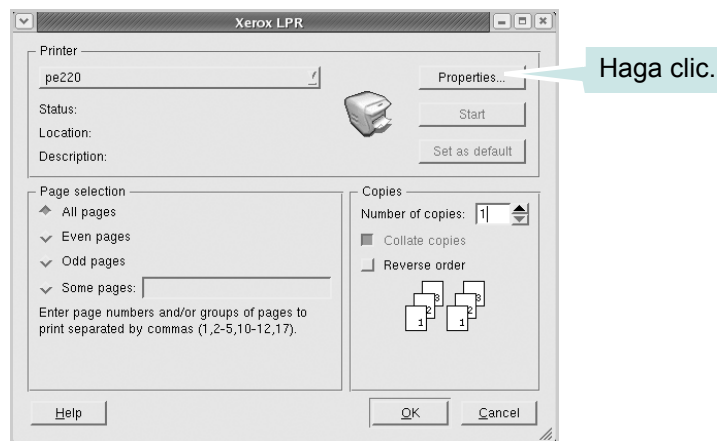 Xerox LPR
Printer
pe220
Properties...
Haga clic.
Status:
Start
Location:
Description:
Set as default
Page selection
All pages
Even pages
Odd pages
Some pages:
Enter page numbers and/or groups of pages to
print separated by commas (1,2-5,10-12,17).
Copies
Number of copies: 1
Collate copies
Reverse order
3 3
2 2
1 1
Help
OK
Cancel